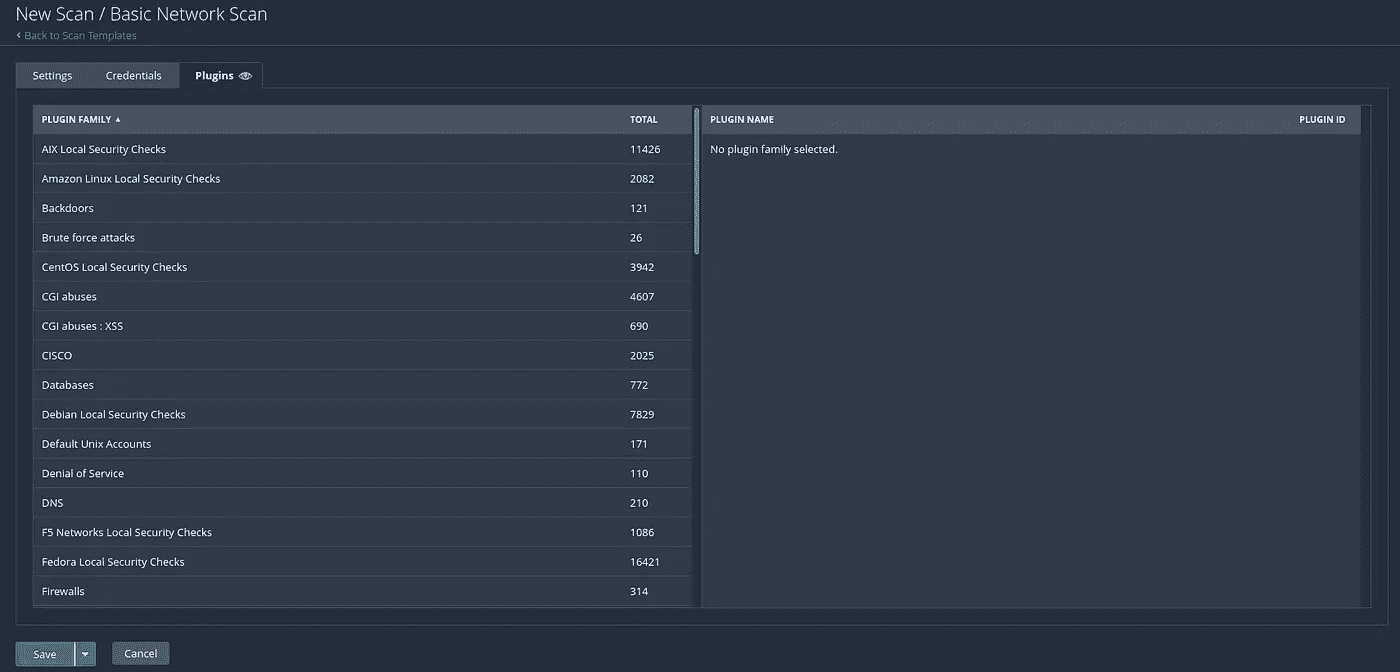 New Scan / Basic Network Scan
‹ Back to Scan Templates
Settings Credentials Plugins
PLUGIN FAMILY ▲ TOTAL PLUGIN NAME PLUGIN ID
AIX Local Security Checks 11426 No plugin family selected.
Amazon Linux Local Security Checks 2082
Backdoors 121
Brute force attacks 26
CentOS Local Security Checks 3942
CGI abuses 4607
CGI abuses : XSS 690
CISCO 2025
Databases 772
Debian Local Security Checks 7829
Default Unix Accounts 171
Denial of Service 110
DNS 210
F5 Networks Local Security Checks 1086
Fedora Local Security Checks 16421
Firewalls 314
Save Cancel